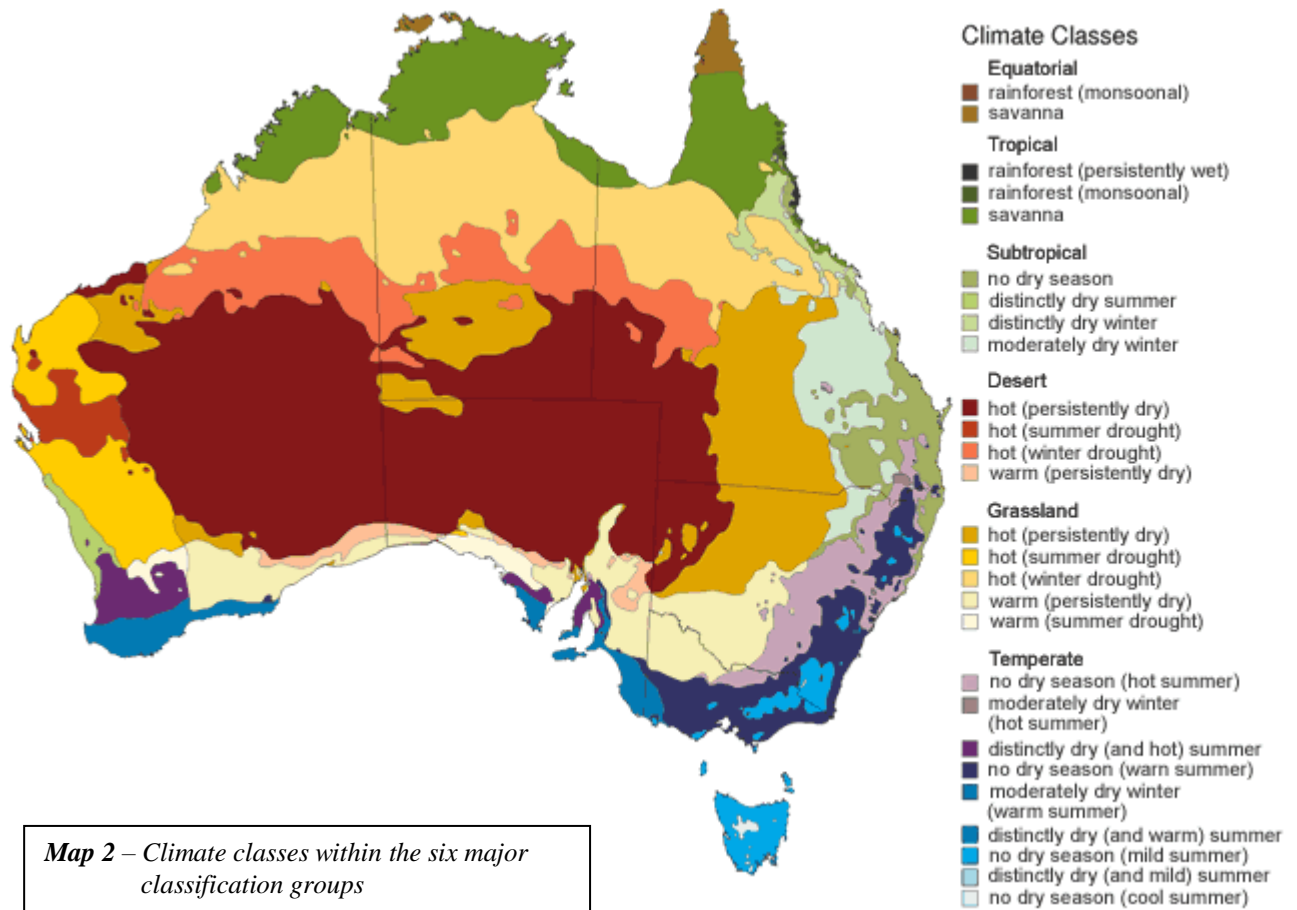 Climate Classes
Equatorial
rainforest (monsoonal)
savanna
Tropical
rainforest (persistently wet)
rainforest (monsoonal)
savanna
Subtropical
no dry season
distinctly dry summer
distinctly dry winter
moderately dry winter
Desert
hot (persistently dry)
hot (summer drought)
hot (winter drought)
warm (persistently dry)
Grassland
hot (persistently dry)
hot (summer drought)
hot (winter drought)
warm (persistently dry)
warm (summer drought)
Temperate
no dry season (hot summer)
moderately dry winter
(hot summer)
distinctly dry (and hot) summer
no dry season (warn summer)
moderately dry winter
(warm summer)
distinctly dry (and warm) summer
no dry season (mild summer)
distinctly dry (and mild) summer
no dry season (cool summer)
Map 2 – Climate classes within the six major
classification groups